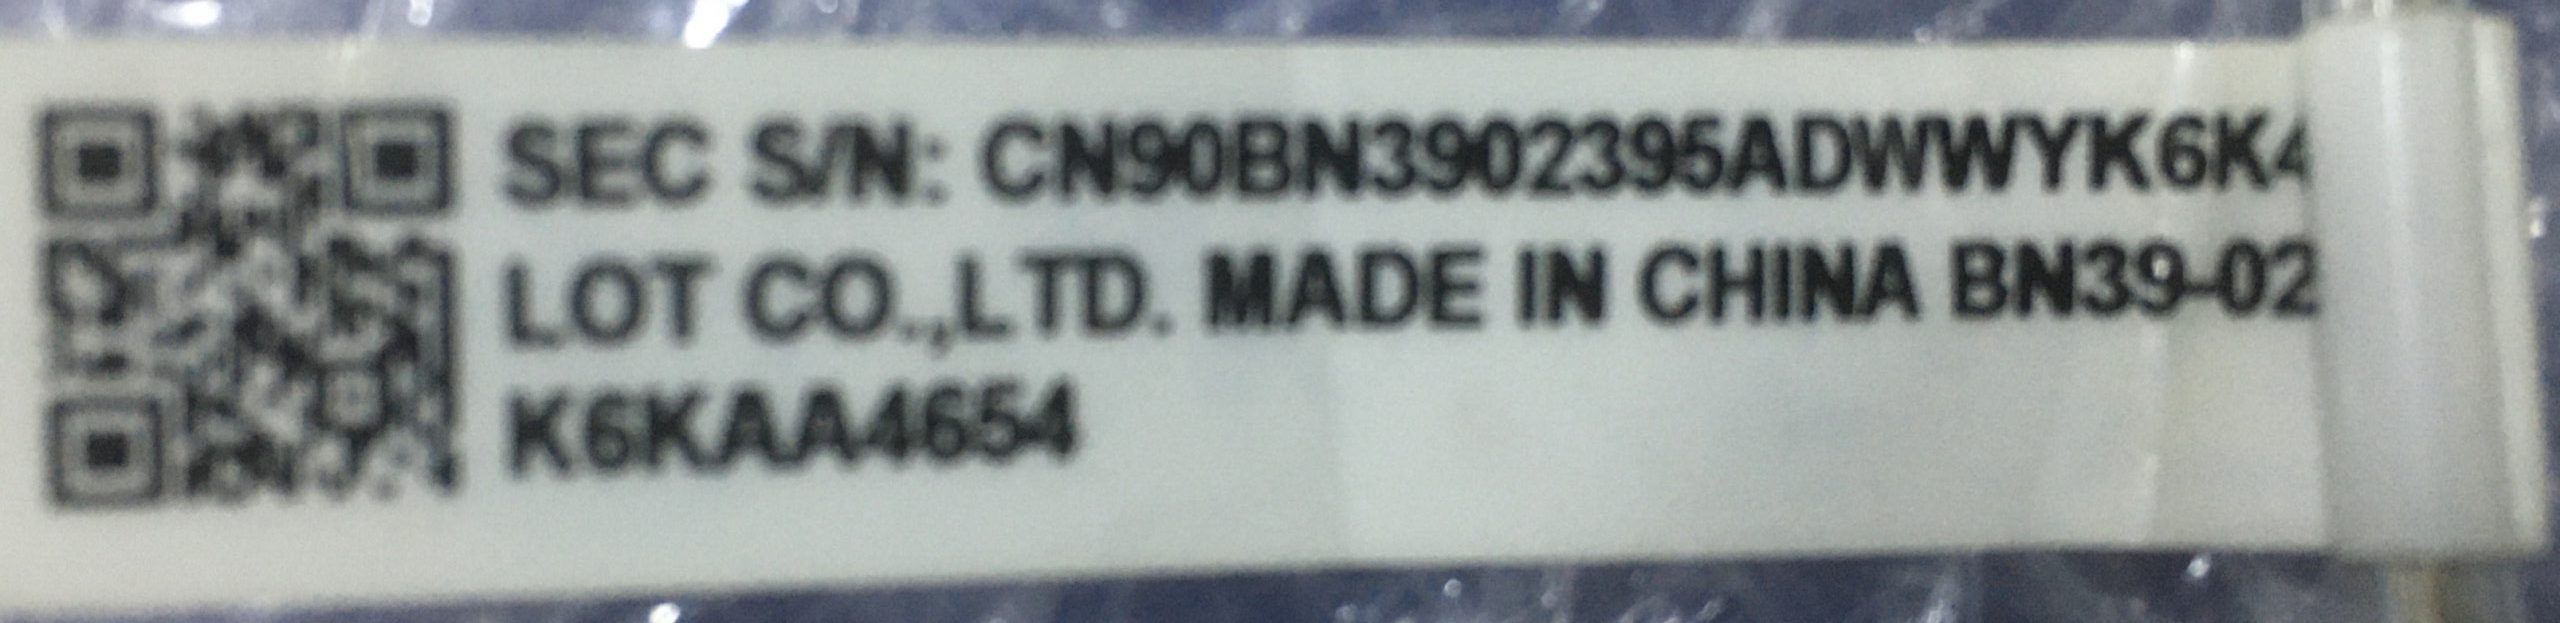 SEC S/N: CN90BN3902395ADWWYK6K4
LOT CO.,LTD. MADE IN CHINA BN39-02
K6KAA4654